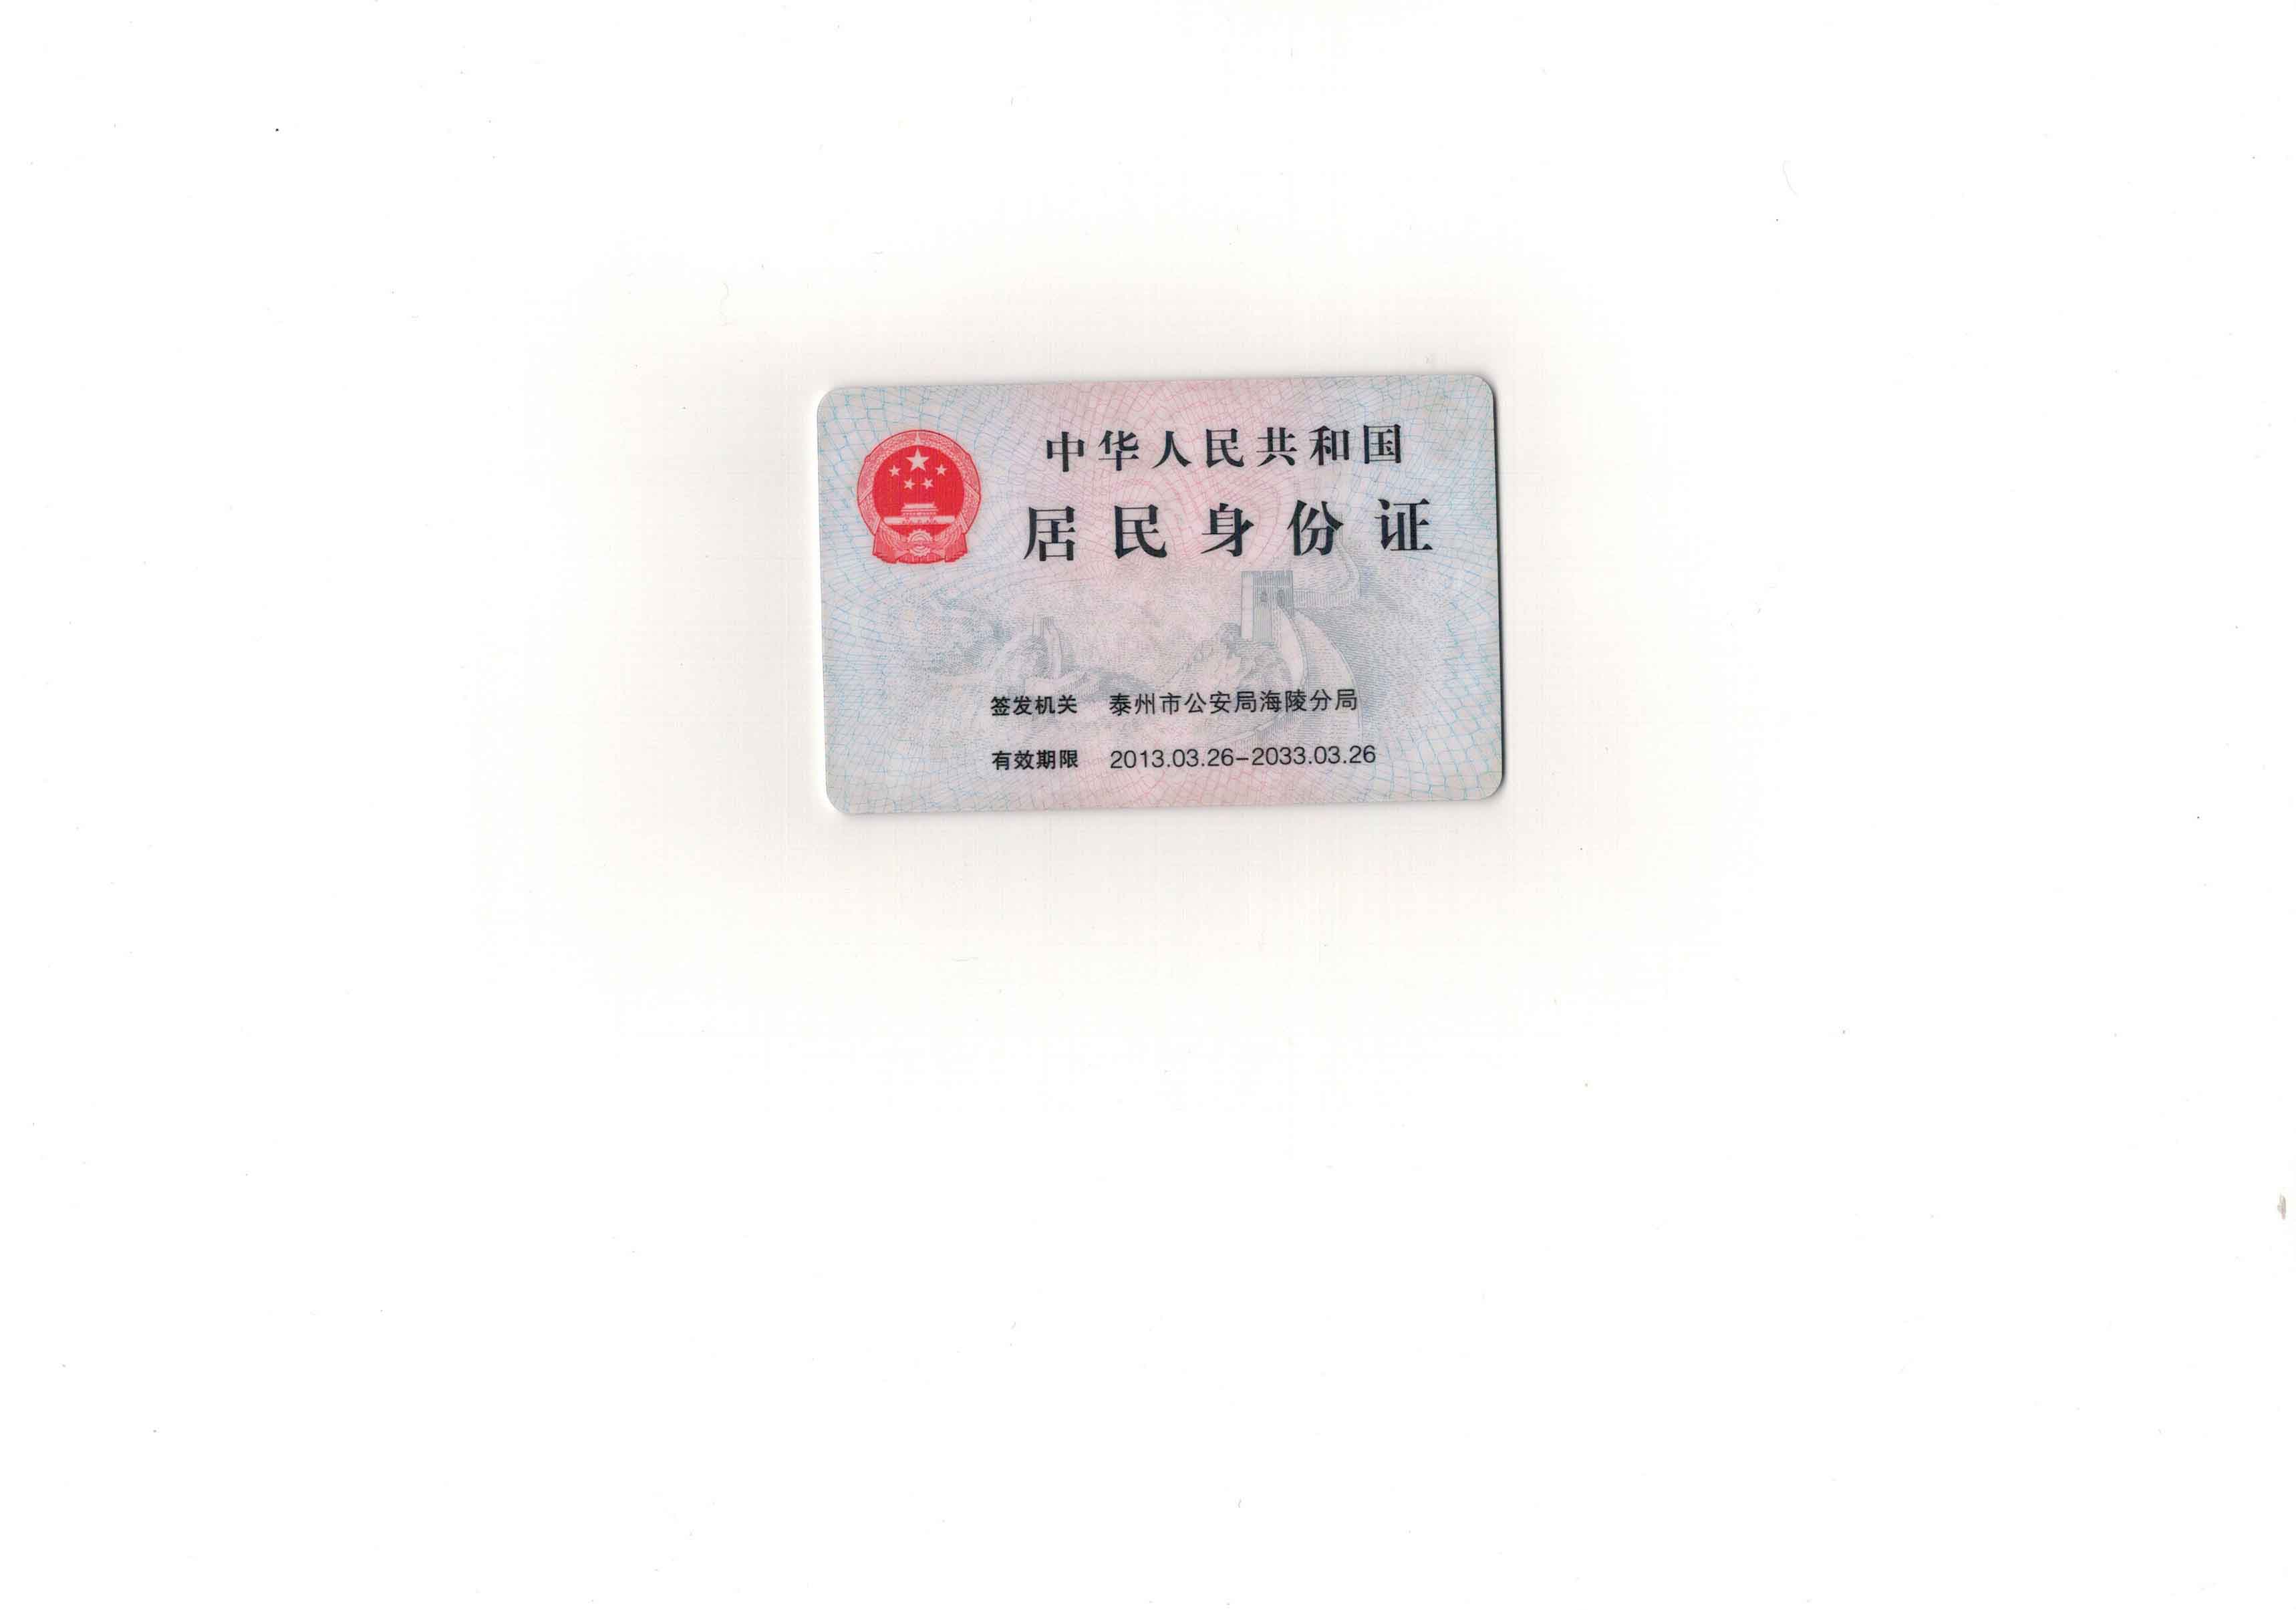 中华人民共和国
居民身份证
签发机关 泰州市公安局海陵分局
有效期限 2013.03.26-2033.03.26